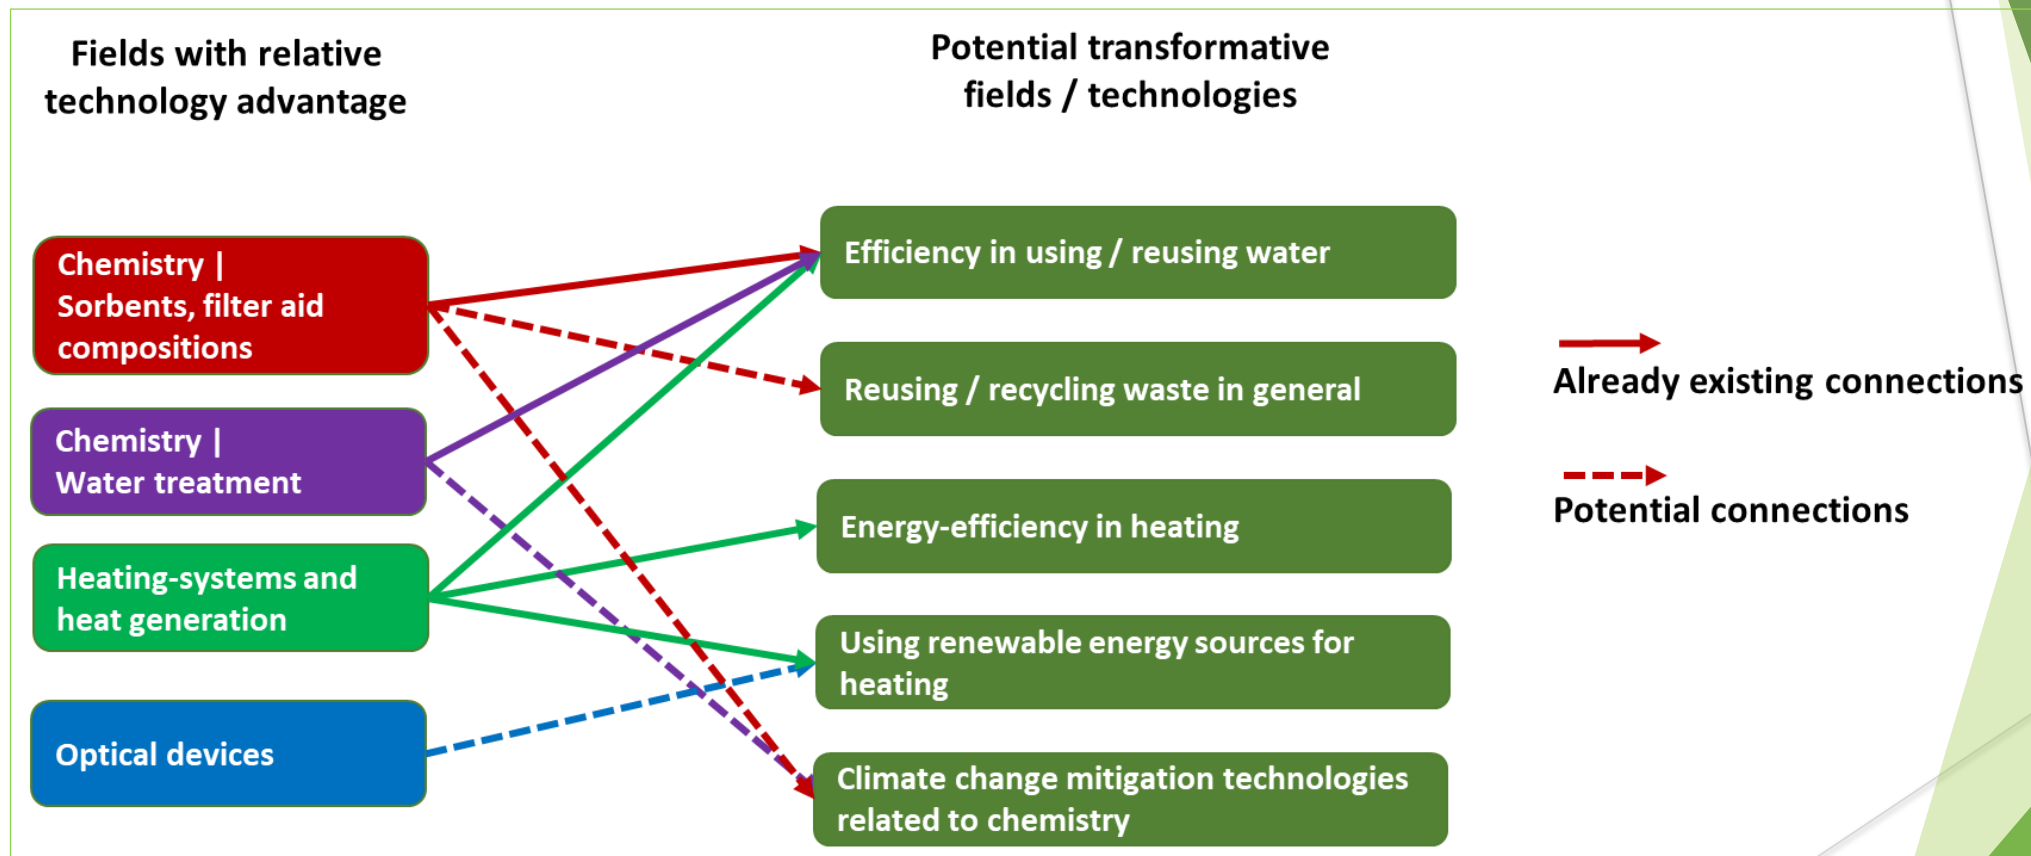 Fields with relative
technology advantage
Potential transformative
fields / technologies
Chemistry |
Sorbents, filter aid
compositions
Chemistry |
Water treatment
Heating-systems and
heat generation
Optical devices
Efficiency in using / reusing water
Reusing / recycling waste in general
Energy-efficiency in heating
Using renewable energy sources for
heating
Climate change mitigation technologies
related to chemistry
Already existing connections
Potential connections